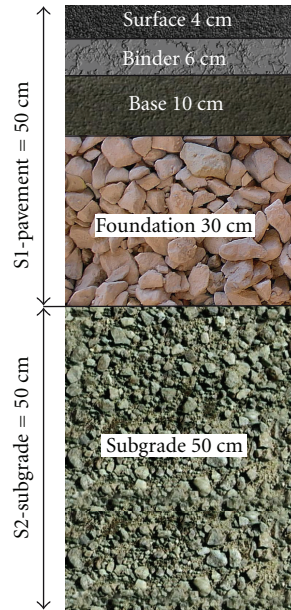 Surface 4 cm
Binder 6 cm
Base 10 cm
S1-pavement = 50 cm
Foundation 30 cm
S2-subgrade = 50 cm
Subgrade 50 cm